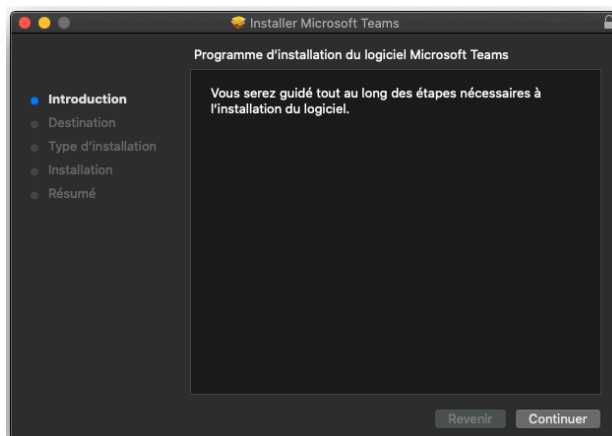 Installer Microsoft Teams
Programme d'installation du logiciel Microsoft Teams
Introduction
Destination
Type d'installation
Installation
Résumé
Vous serez guidé tout au long des étapes nécessaires à
l'installation du logiciel.
Revenir
Continuer